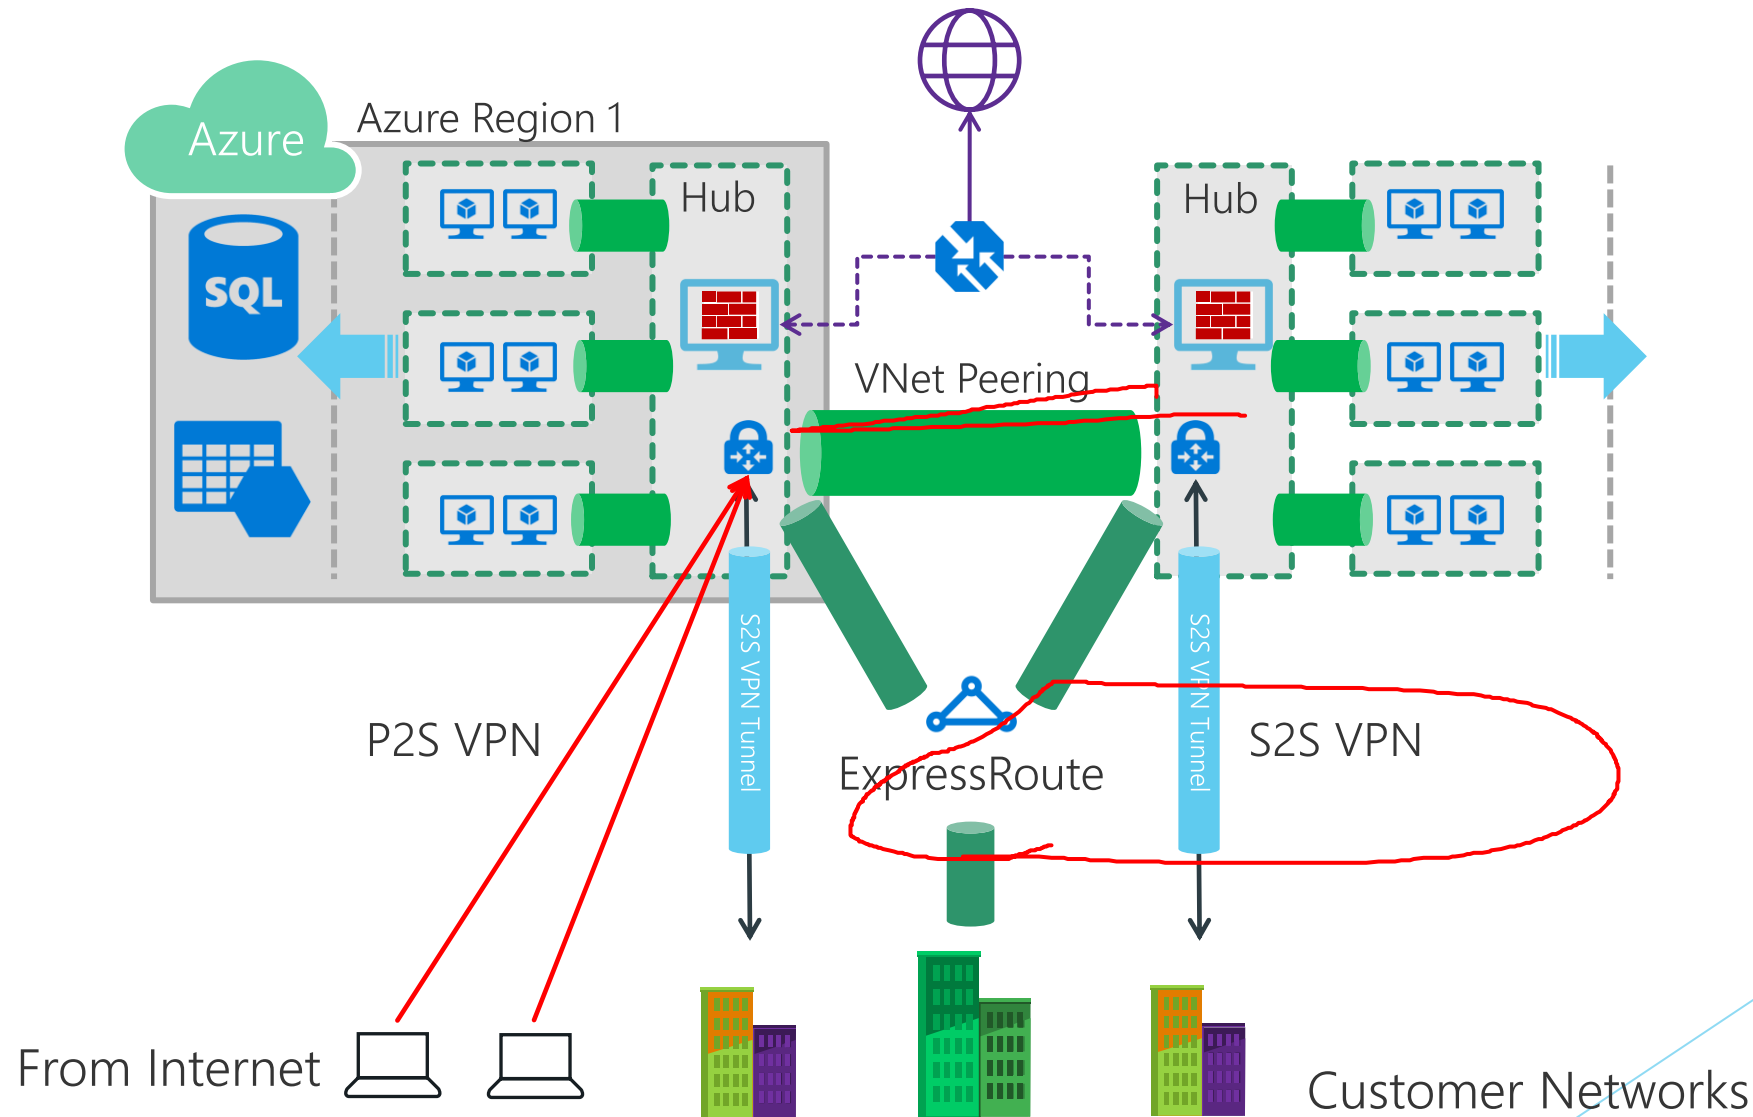 Azure
Azure Region 1
Hub
Hub
SQL
VNet Peering
S2S VPN Tunnel
S2S VPN Tunnel
P2S VPN
S2S VPN
ExpressRoute
From Internet
Customer Networks